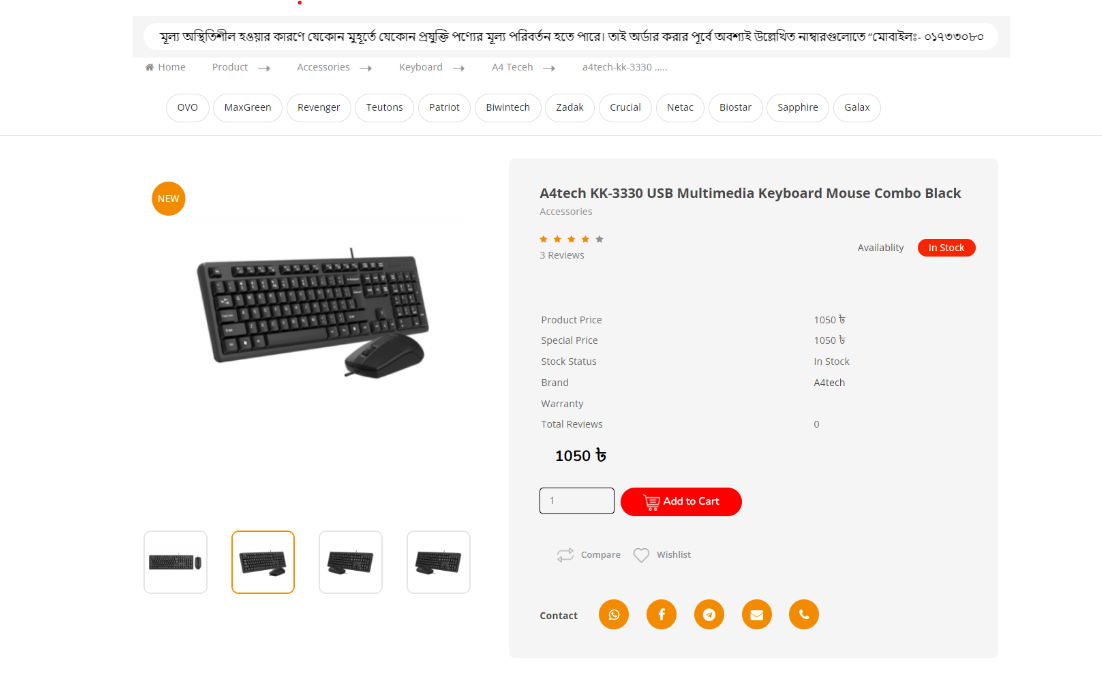 মূল্য অস্থিতিশীল হওয়ার কারণে যেকোন মুহূর্তে যেকোন প্রযুক্তি পণ্যের মূল্য পরিবর্তন হতে পারে। তাই অর্ডার করার পূর্বে অবশ্যই উল্লেখিত নাম্বারগুলোতে “মোবাইলঃ- ০১৭৩৩০৮০
Home Product Accessories Keyboard A4 Teceh a4tech-kk-3330 .....
OVO MaxGreen Revenger Teutons Patriot Biwintech Zadak Crucial Netac Biostar Sapphire Galax
NEW
A4tech KK-3330 USB Multimedia Keyboard Mouse Combo Black
Accessories
3 Reviews
Availablity In Stock
Product Price 1050 ৳
Special Price 1050 ৳
Stock Status In Stock
Brand A4tech
Warranty
Total Reviews 0
1050 ৳
1 Add to Cart
Compare Wishlist
Contact